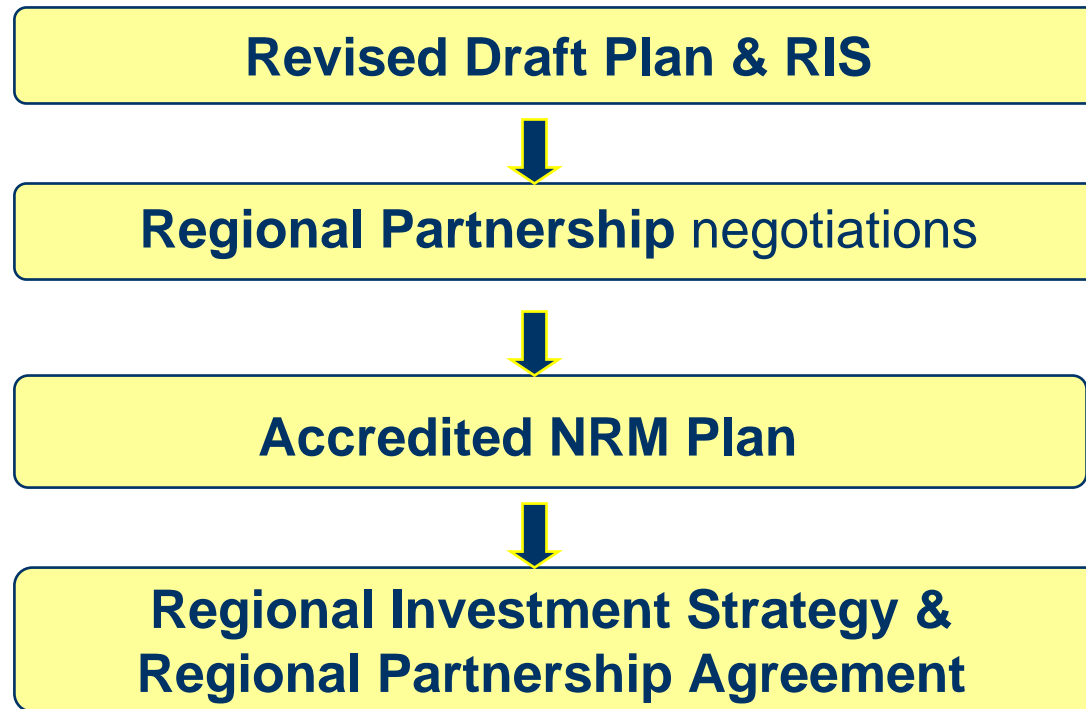 Revised Draft Plan & RIS
Regional Partnership negotiations
Accredited NRM Plan
Regional Investment Strategy &
Regional Partnership Agreement